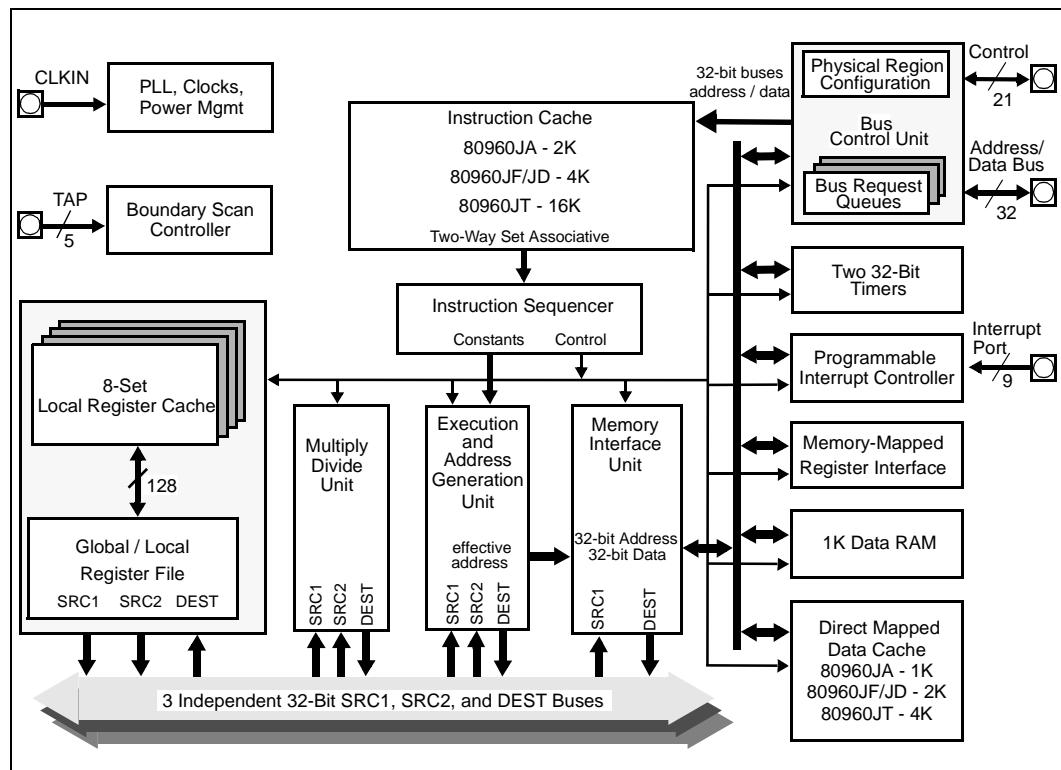 CLKIN
PLL, Clocks,
Power Mgmt
TAP
5
Boundary Scan
Controller
8-Set
Local Register Cache
128
Global / Local
Register File
SRC1 SRC2 DEST
Instruction Cache
80960JA - 2K
80960JF/JD - 4K
80960JT - 16K
Two-Way Set Associative
32-bit buses
address / data
Instruction Sequencer
Constants Control
Multiply
Divide
Unit
SRC1
SRC2
DEST
Execution
and
Address
Generation
Unit
effective
address
SRC1
SRC2
DEST
Memory
Interface
Unit
32-bit Address
32-bit Data
SRC1
DEST
3 Independent 32-Bit SRC1, SRC2, and DEST Buses
Physical Region
Configuration
Bus
Control Unit
Bus Request
Queues
Control
21
Address/
Data Bus
32
Two 32-Bit
Timers
Programmable
Interrupt Controller
Interrupt
Port
9
Memory-Mapped
Register Interface
1K Data RAM
Direct Mapped
Data Cache
80960JA - 1K
80960JF/JD - 2K
80960JT - 4K